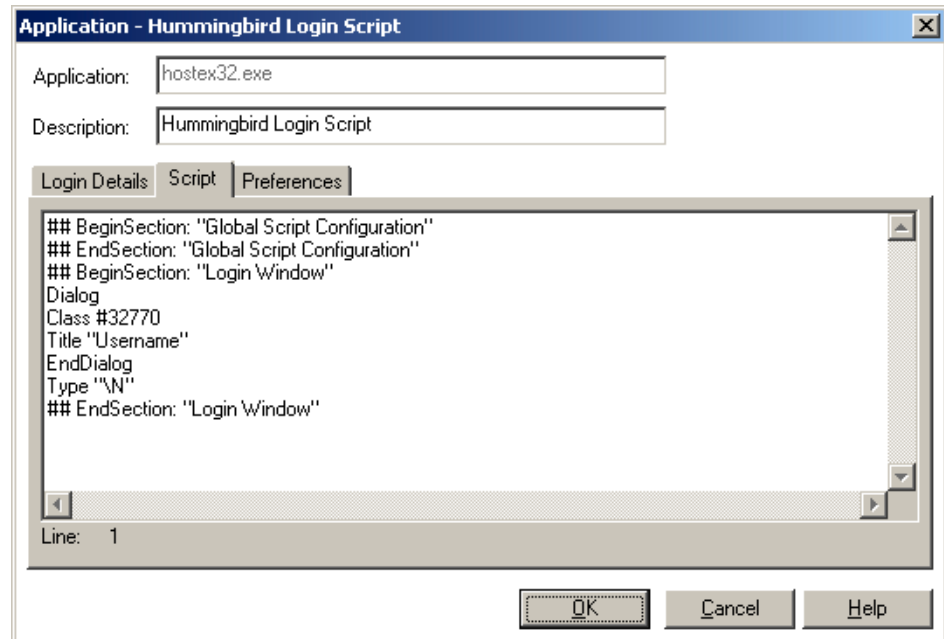 Application - Hummingbird Login Script
Application: hostex32.exe
Description: Hummingbird Login Script
Login Details Script Preferences
## BeginSection: "Global Script Configuration"
## EndSection: "Global Script Configuration"
## BeginSection: "Login Window"
Dialog
Class #32770
Title "Username"
EndDialog
Type "\N"
## EndSection: "Login Window"
Line: 1
OK Cancel Help